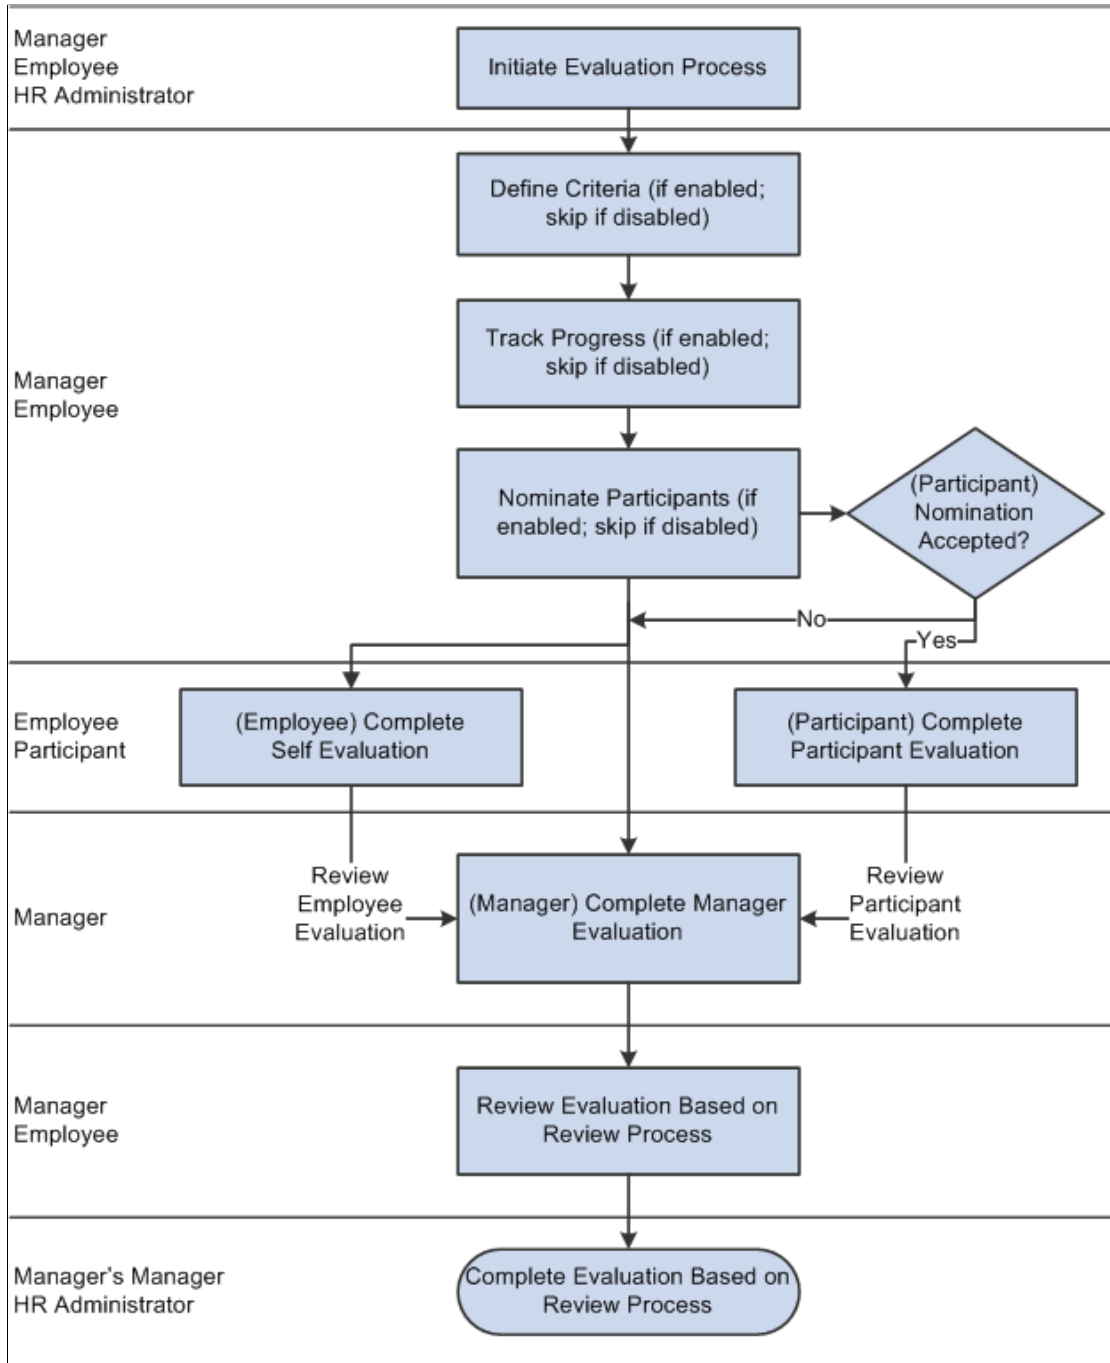 Manager
Employee
HR Administrator
Initiate Evaluation Process
Define Criteria (if enabled;
skip if disabled)
Track Progress (if enabled;
skip if disabled)
Manager
Employee
Nominate Participants (if
enabled; skip if disabled)
(Participant)
Nomination
Accepted?
No
Yes
Employee
Participant
(Employee) Complete
Self Evaluation
(Participant) Complete
Participant Evaluation
Manager
Review
Employee
Evaluation
(Manager) Complete Manager
Evaluation
Review
Participant
Evaluation
Manager
Employee
Review Evaluation Based on
Review Process
Manager's Manager
HR Administrator
Complete Evaluation Based on
Review Process